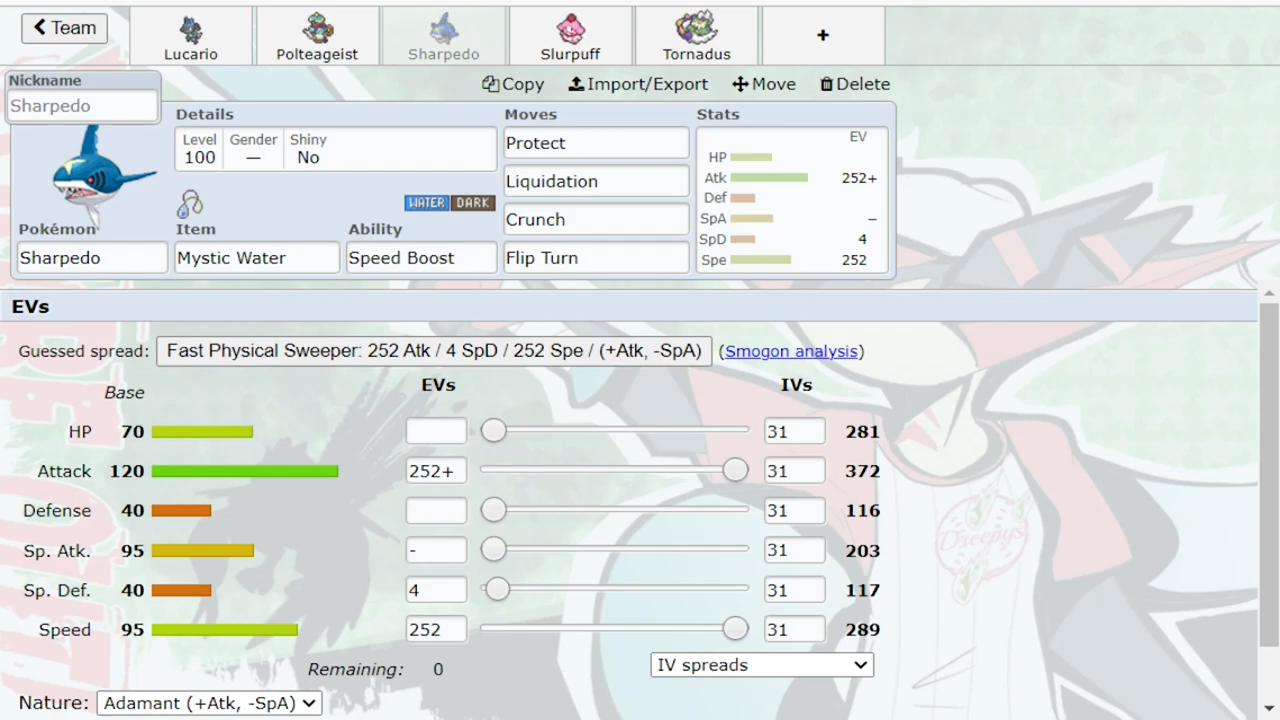 Team
Lucario
Polteageist
Sharpedo
Slurpuff
Tornadus
+
Nickname
Sharpedo
Copy
Import/Export
Move
Delete
Details
Moves
Stats
Level
Gender
Shiny
100
—
No
WATER
DARK
Pokémon
Item
Ability
Sharpedo
Mystic Water
Speed Boost
Protect
Liquidation
Crunch
Flip Turn
EV
HP
Atk 252+
Def
SpA –
SpD 4
Spe 252
EVs
Guessed spread: Fast Physical Sweeper: 252 Atk / 4 SpD / 252 Spe / (+Atk, -SpA) (Smogon analysis)
Base EVs IVs
HP 70 31 281
Attack 120 252+ 31 372
Defense 40 31 116
Sp. Atk. 95 - 31 203
Sp. Def. 40 4 31 117
Speed 95 252 31 289
Remaining: 0 IV spreads
Nature: Adamant (+Atk, -SpA)
Dreepys